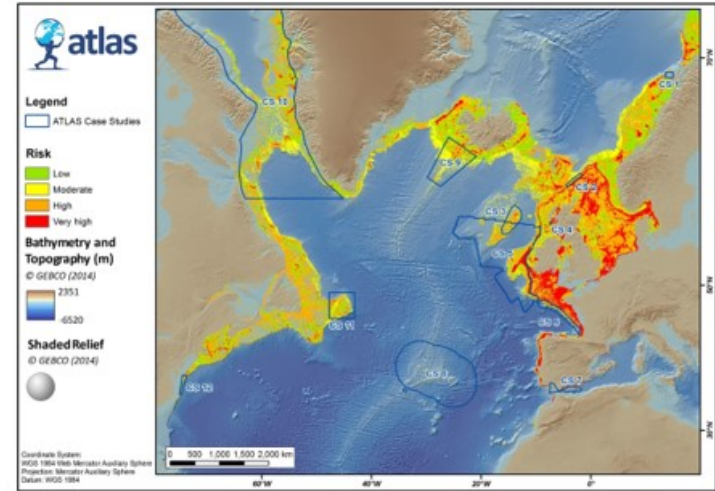 atlas
Legend
ATLAS Case Studies
Risk
Low
Moderate
High
Very high
Bathymetry and
Topography (m)
© GEBCO (2014)
2351
-6520
Shaded Relief
© GEBCO (2014)
Coordinate System:
WGS 1984 Web Mercator Auxiliary Sphere
Projection: Mercator Auxiliary Sphere
Datum: WGS 1984
CS 10
CS 1
CS 9
CS 2
CS 3
CS 4
CS 5
CS 6
CS 11
CS 8
CS 7
CS 12
70°N
50°N
30°N
0 500 1,000 1,500 2,000 km
60°W 40°W 20°W 0°